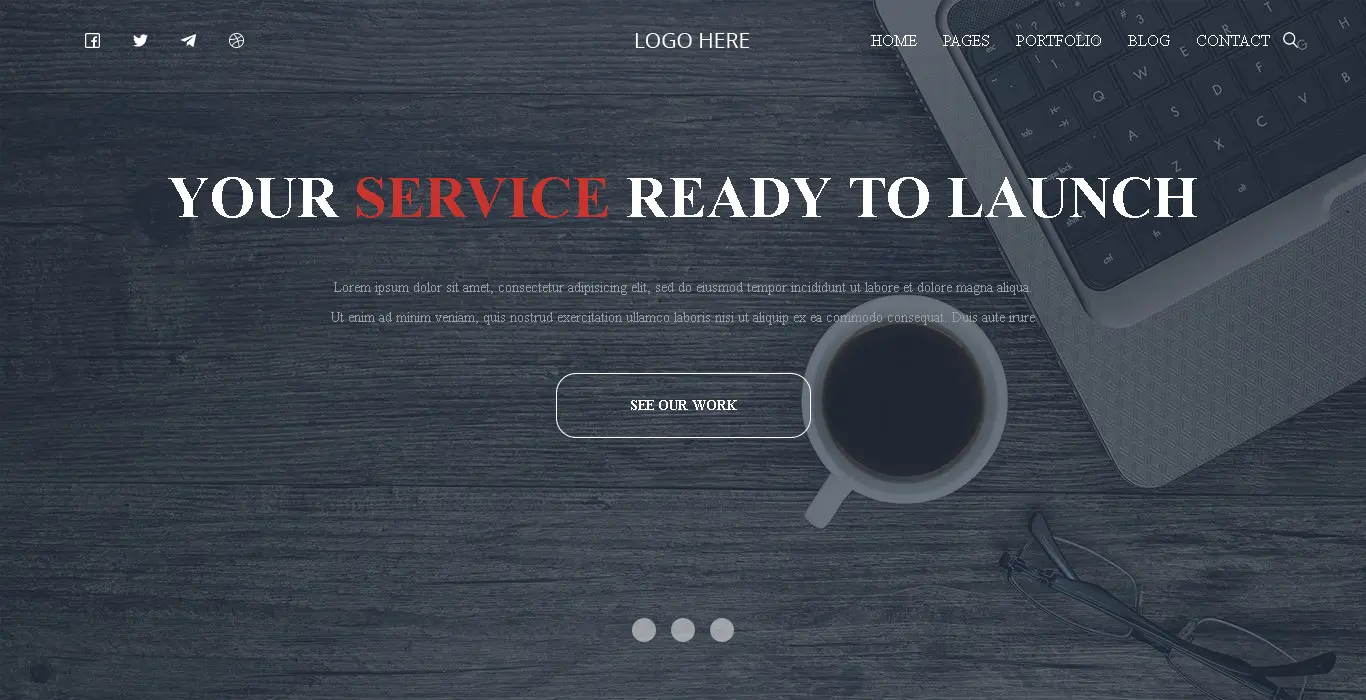 LOGO HERE
HOME PAGES PORTFOLIO BLOG CONTACT
YOUR SERVICE READY TO LAUNCH
Lorem ipsum dolor sit amet, consectetur adipisicing elit, sed do eiusmod tempor incididunt ut labore et dolore magna aliqua.
Ut enim ad minim veniam, quis nostrud exercitation ullamco laboris nisi ut aliquip ex ea commodo consequat. Duis aute irure
SEE OUR WORK